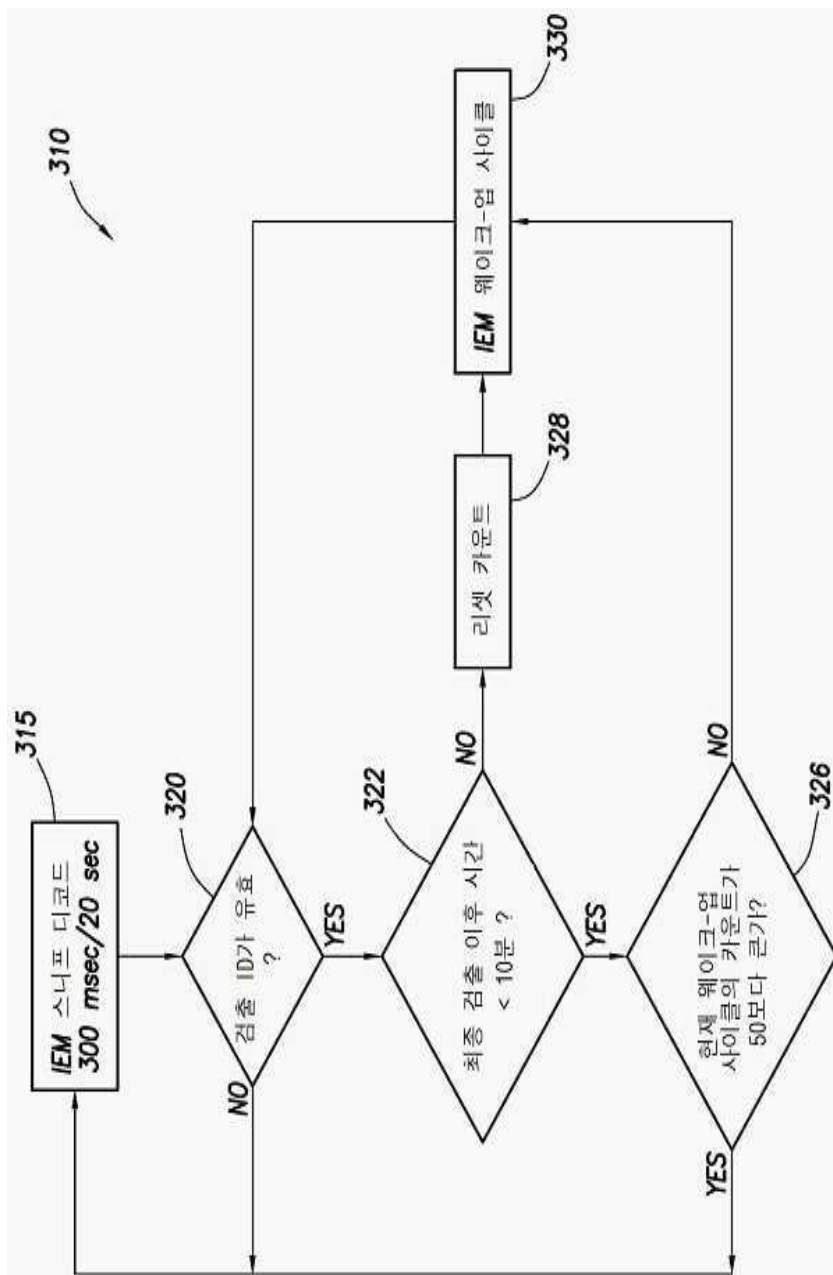 310
315
IEM 스니프 디코드
300 msec/20 sec
320
검출 ID가 유효
?
NO
YES
322
최종 검출 이후 시간
< 10분 ?
NO
YES
328
리셋 카운트
330
IEM 웨이크-업 사이클
326
현재 웨이크-업
사이클의 카운트가
50보다 큰가?
NO
YES